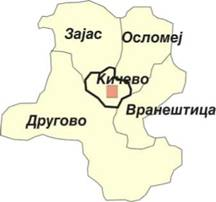 Зајас
Осломеј
Кичево
Вранештица
Другово